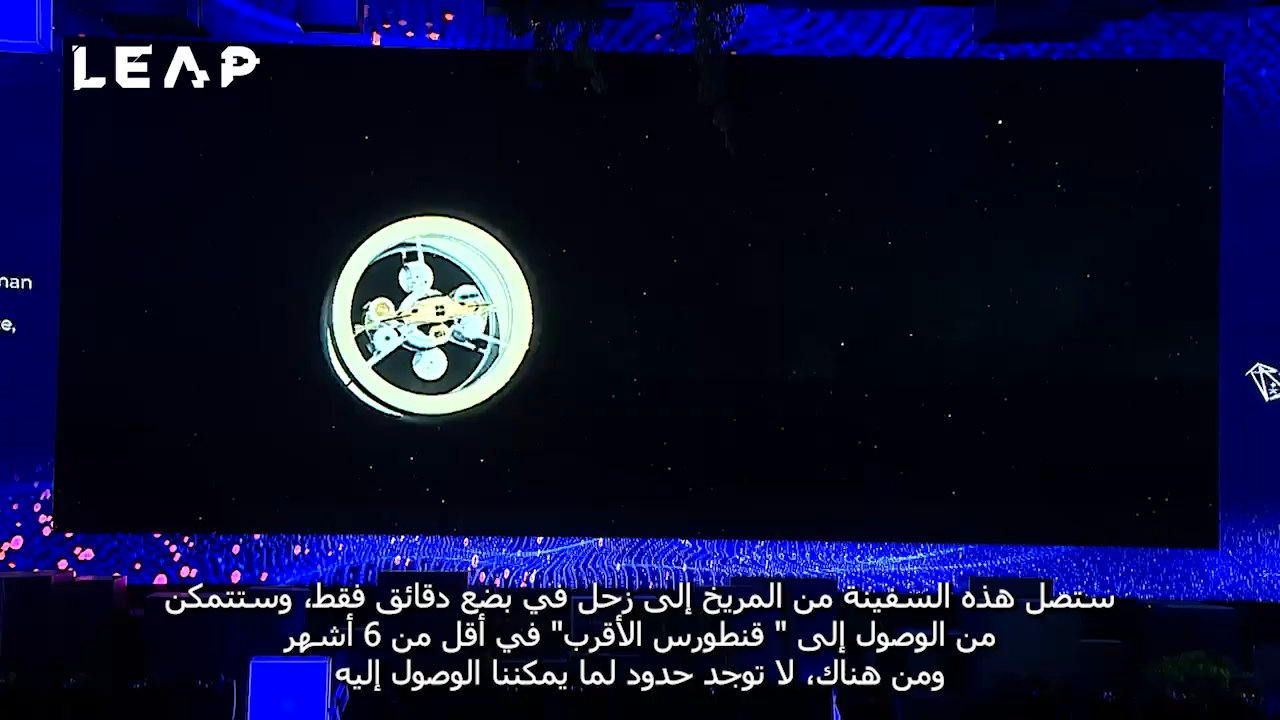 LEAP
man
e,
ستصل هذه السفينة من المريخ إلى زحل في بضع دقائق فقط، وستتمكن
من الوصول إلى " قنطورس الأقرب" في أقل من 6 أشهر
ومن هناك، لا توجد حدود لما يمكننا الوصول إليه